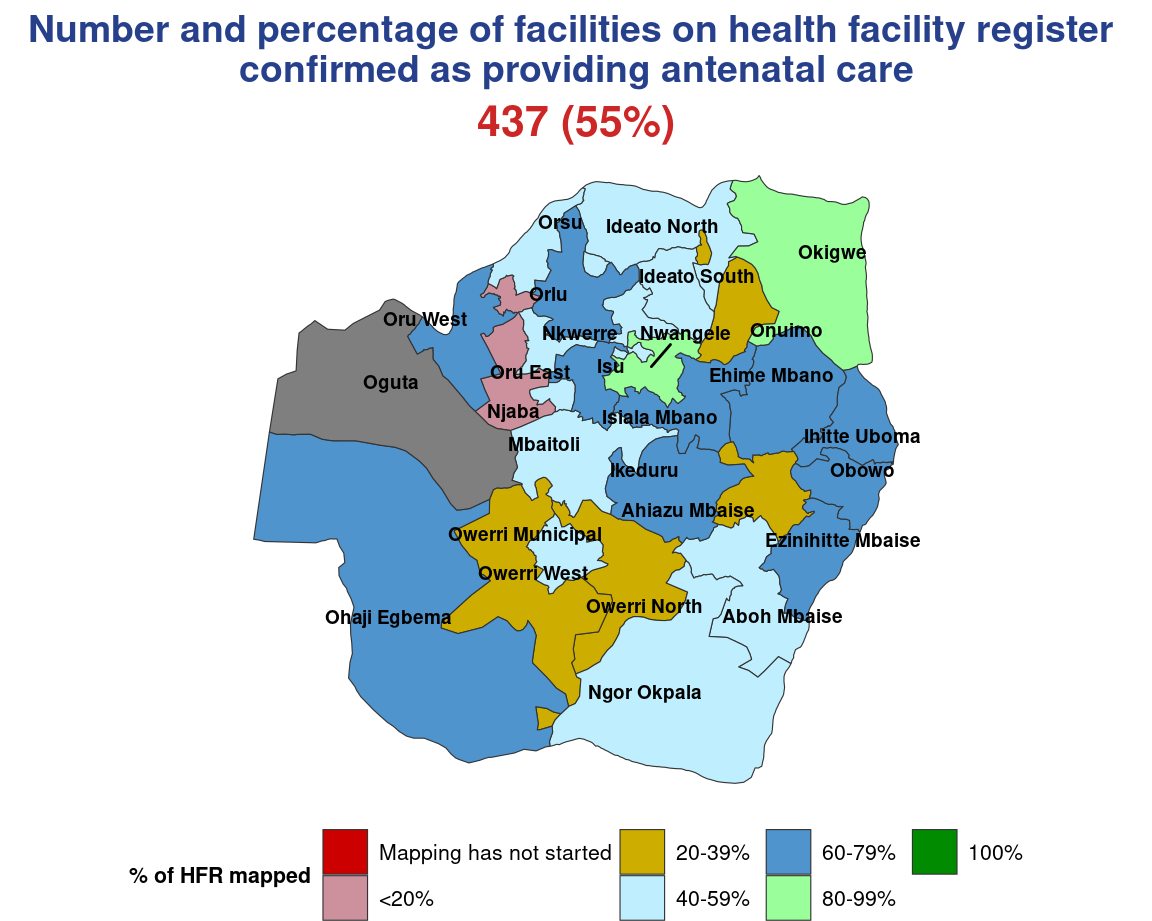 Number and percentage of facilities on health facility register
confirmed as providing antenatal care
437 (55%)
Orsu
Ideato North
Okigwe
Ideato South
Orlu
Oru West
Nkwerre
Nwangele
Onuimo
Isu
Oru East
Ehime Mbano
Oguta
Njaba
Isiala Mbano
Ihitte Uboma
Mbaitoli
Ikeduru
Obowo
Ahiazu Mbaise
Owerri Municipal
Ezinihitte Mbaise
Owerri West
Owerri North
Ohaji Egbema
Aboh Mbaise
Ngor Okpala
% of HFR mapped
Mapping has not started
<20%
20-39%
40-59%
60-79%
80-99%
100%